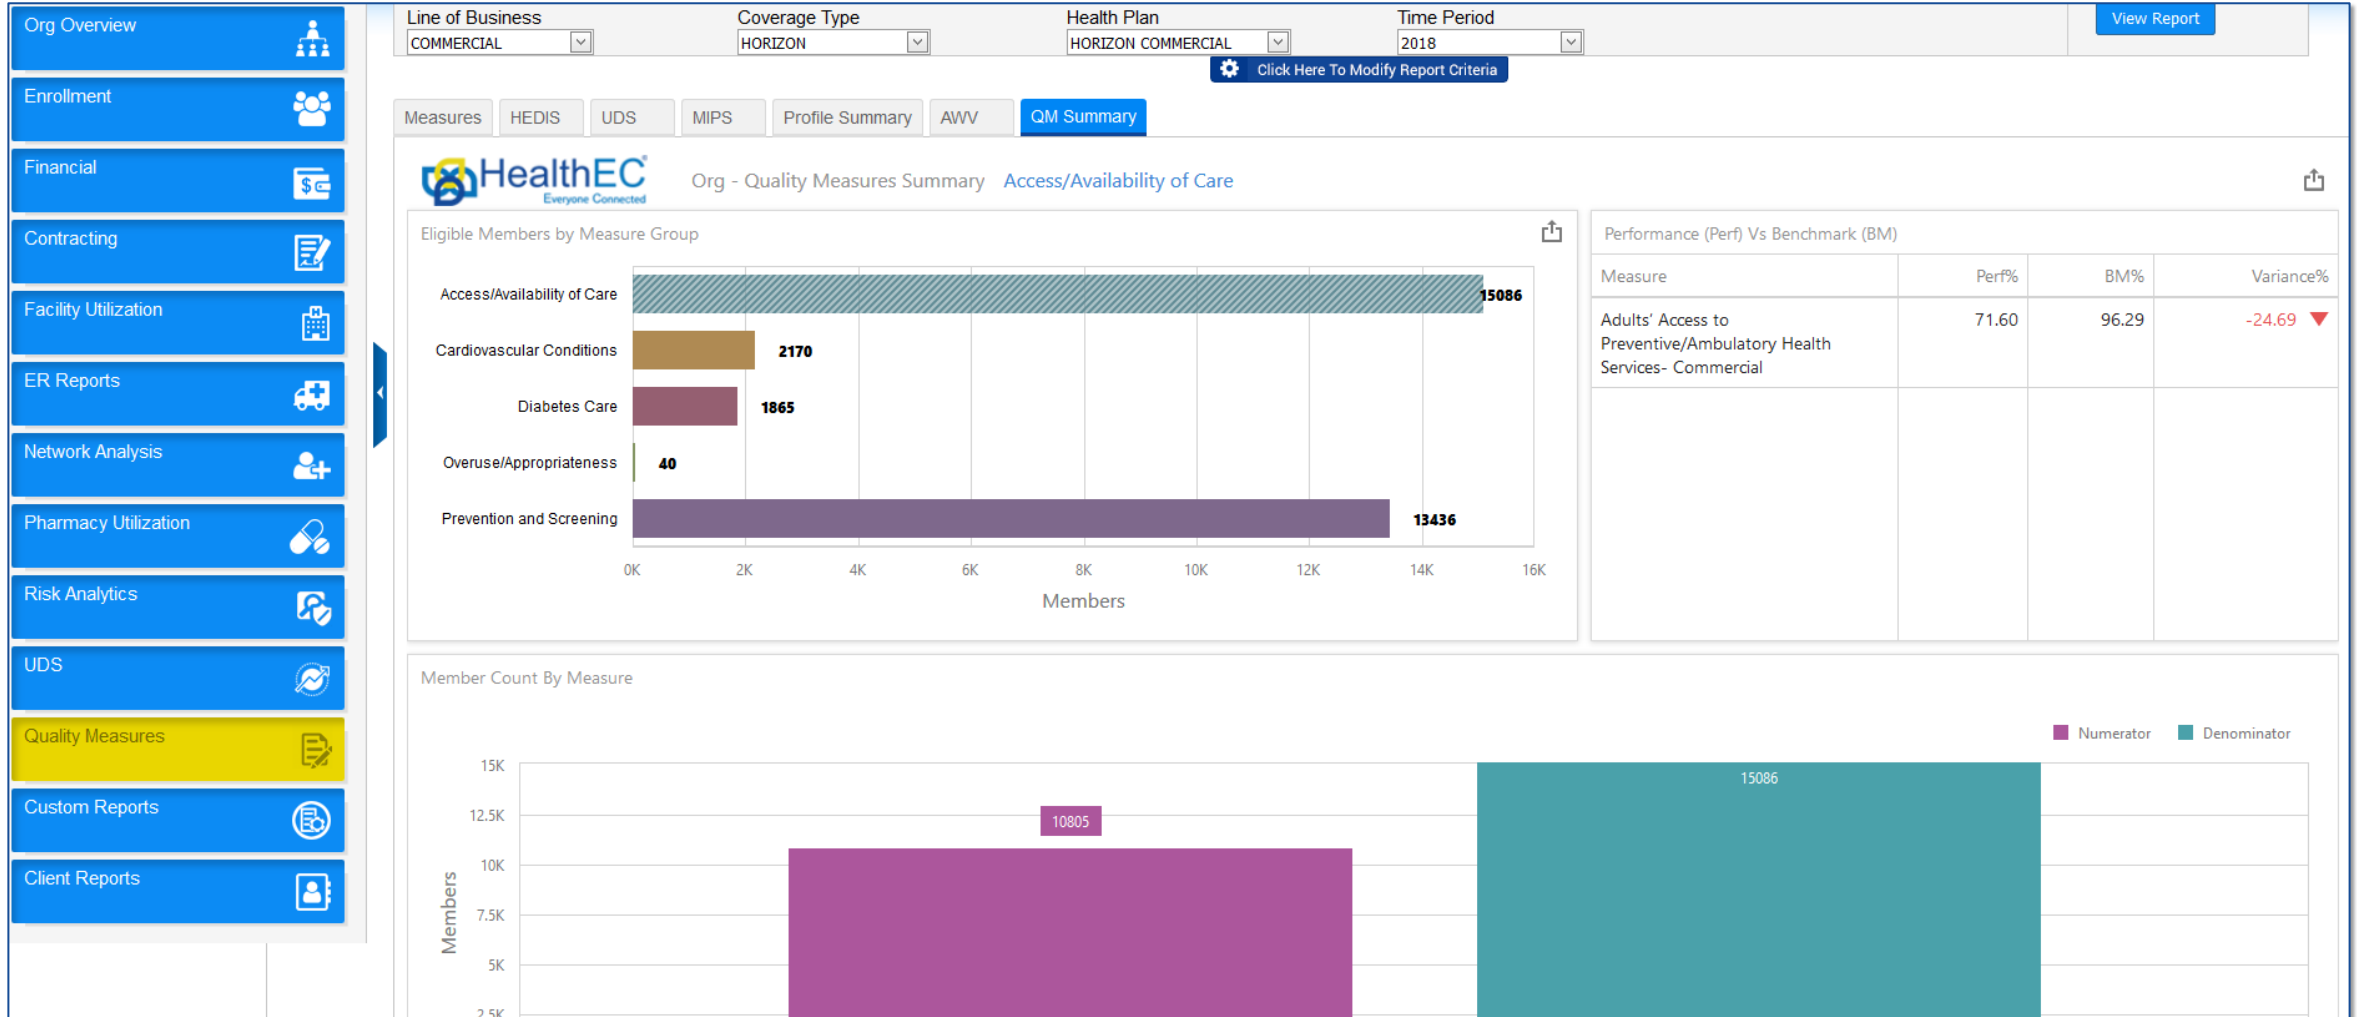 Org Overview
Enrollment
Financial
Contracting
Facility Utilization
ER Reports
Network Analysis
Pharmacy Utilization
Risk Analytics
UDS
Quality Measures
Custom Reports
Client Reports
Line of Business
COMMERCIAL
Coverage Type
HORIZON
Health Plan
HORIZON COMMERCIAL
Time Period
2018
View Report
Click Here To Modify Report Criteria
Measures HEDIS UDS MIPS Profile Summary AWV QM Summary
HealthEC
Everyone Connected
Org - Quality Measures Summary Access/Availability of Care
Eligible Members by Measure Group
Access/Availability of Care 15086
Cardiovascular Conditions 2170
Diabetes Care 1865
Overuse/Appropriateness 40
Prevention and Screening 13436
0K 2K 4K 6K 8K 10K 12K 14K 16K
Members
Performance (Perf) Vs Benchmark (BM)
Measure Perf% BM% Variance%
Adults' Access to 71.60 96.29 -24.69
Preventive/Ambulatory Health
Services- Commercial
Member Count By Measure
Numerator Denominator
15K
12.5K
10K
7.5K
5K
2.5K
Members
10805
15086